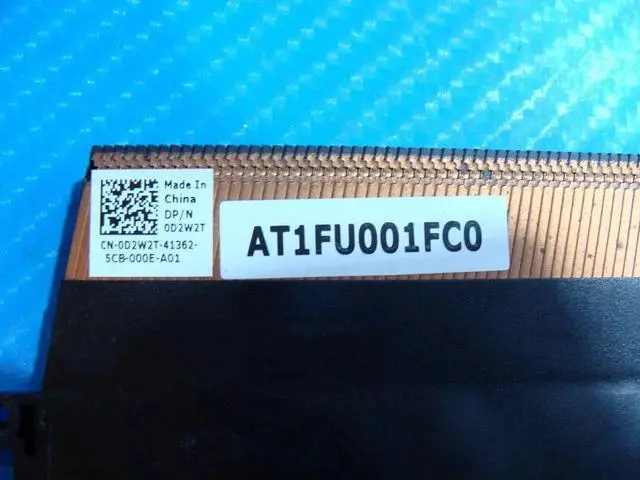 Made In
China
DP/N
0D2W2T
CN-0D2W2T-41362-
5CB-000E-A01
AT1FU001FC0